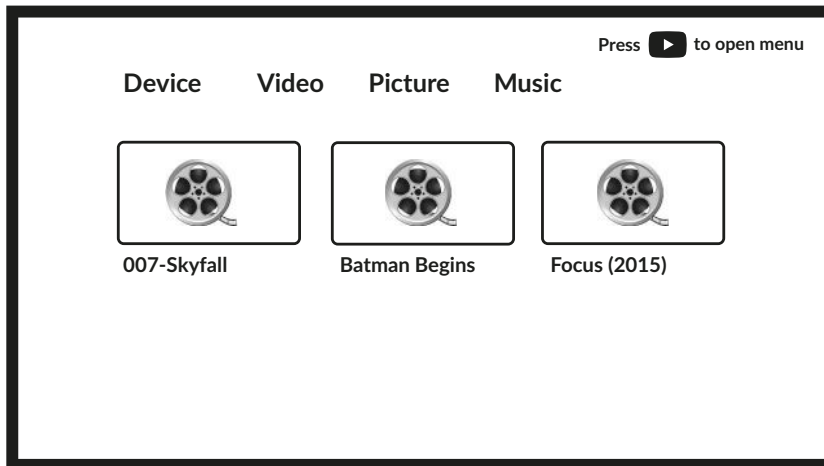 Press to open menu
Device Video Picture Music
007-Skyfall Batman Begins Focus (2015)